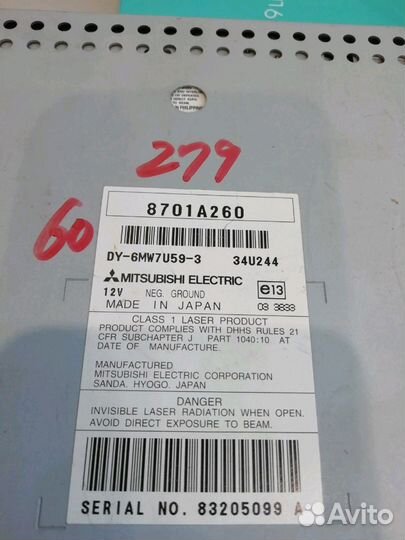 279
60
8701A260
DY-6MW7U59-3 34U244
MITSUBISHI ELECTRIC
12V NEG. GROUND e13
MADE IN JAPAN 03 3833
CLASS 1 LASER PRODUCT
PRODUCT COMPLIES WITH DHHS RULES 21
CFR SUBCHAPTER J PART 1040:10 AT
DATE OF MANUFACTURE.
MANUFACTURED
MITSUBISHI ELECTRIC CORPORATION
SANDA, HYOGO, JAPAN
DANGER
INVISIBLE LASER RADIATION WHEN OPEN.
AVOID DIRECT EXPOSURE TO BEAM.
SERIAL NO. 83205099 A
Avito